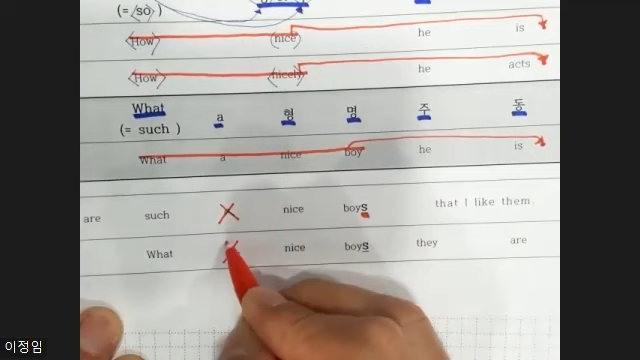 (= so)
How nice he is
How nicely he acts
What a 형 명 주 동
(= such )
What a nice boy he is
are such nice boys that I like them.
What nice boys they are
이정임